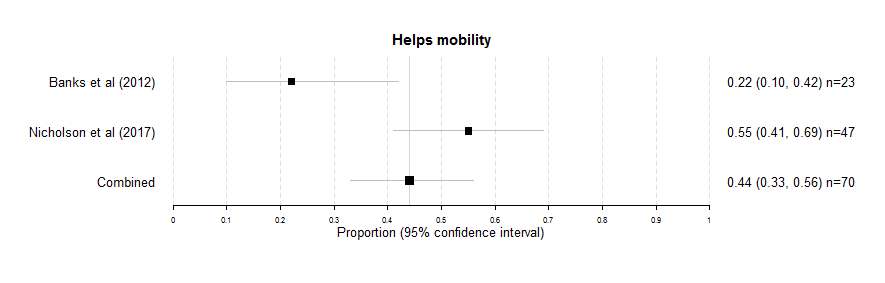 Helps mobility
Banks et al (2012) 0.22 (0.10, 0.42) n=23
Nicholson et al (2017) 0.55 (0.41, 0.69) n=47
Combined 0.44 (0.33, 0.56) n=70
0 0.1 0.2 0.3 0.4 0.5 0.6 0.7 0.8 0.9 1
Proportion (95% confidence interval)